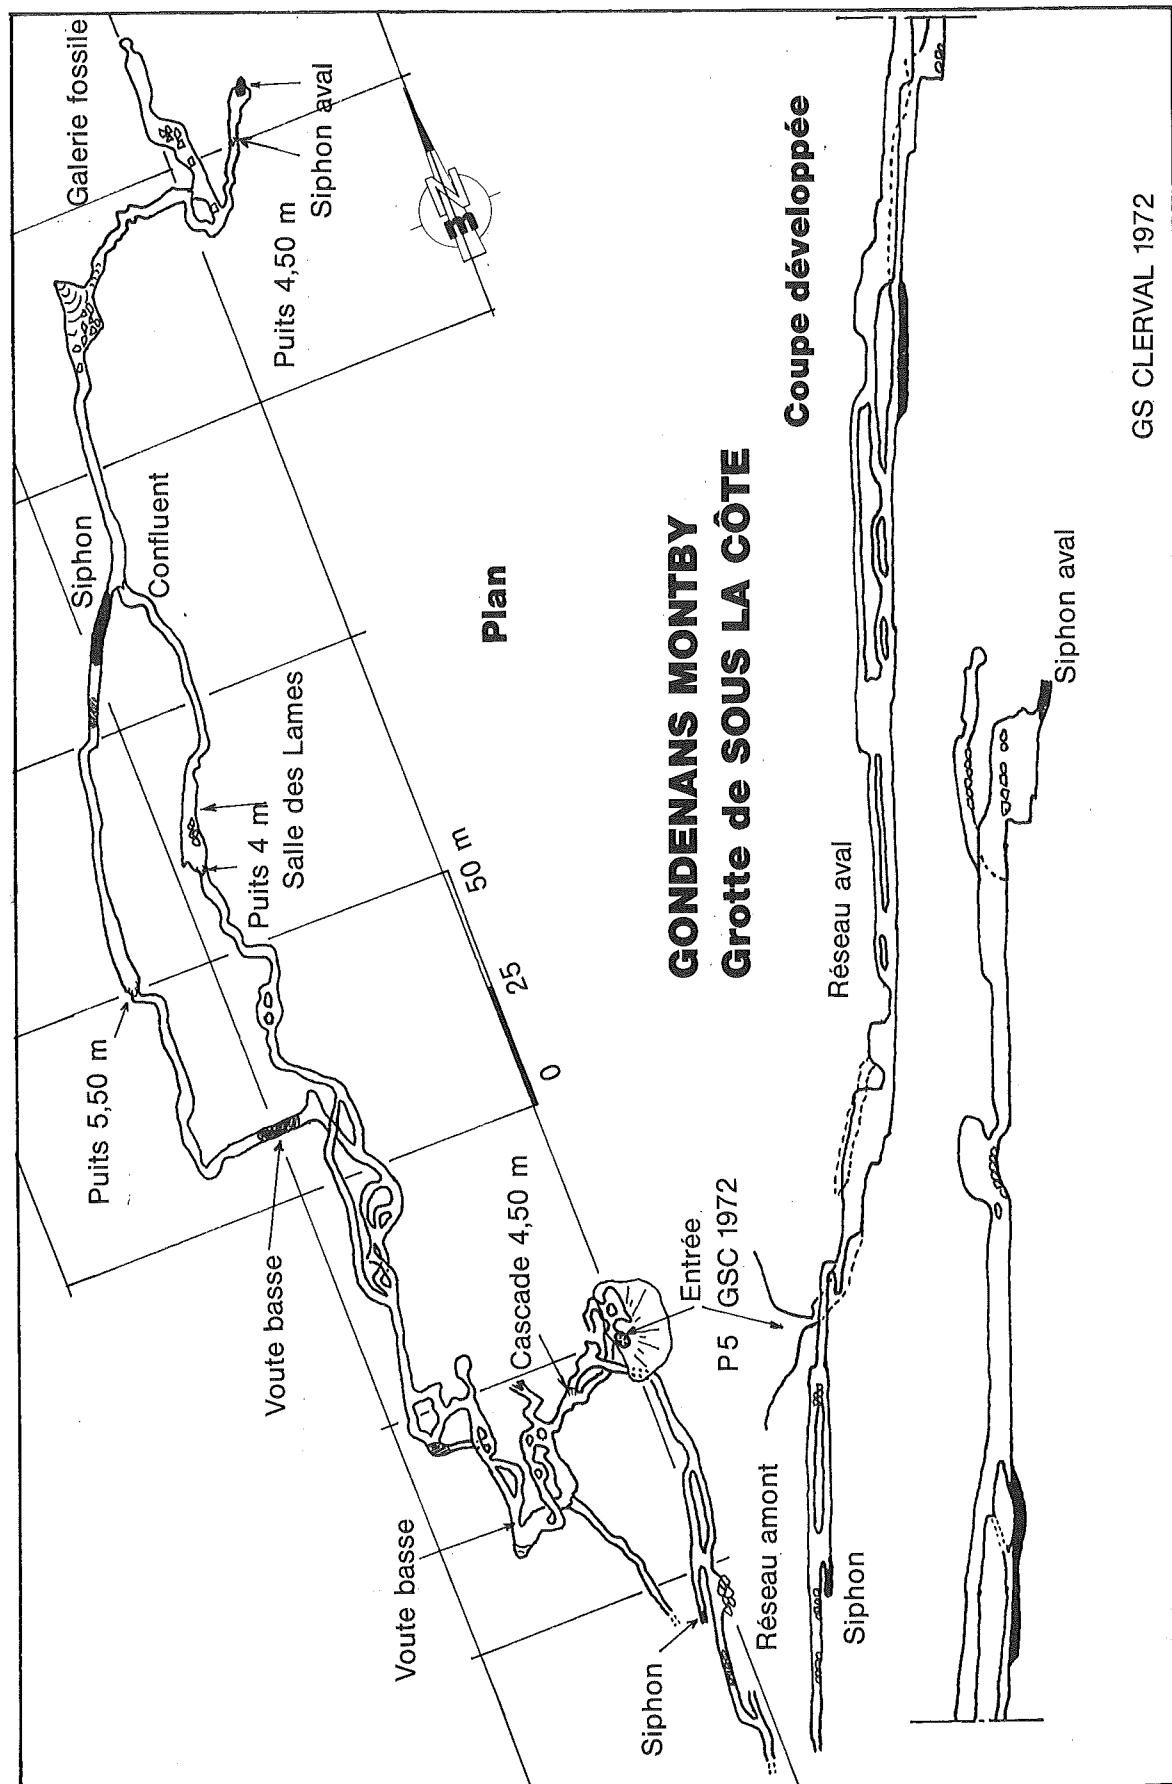 Galerie fossile
Siphon aval
Puits 4,50 m
Siphon
Confluent
Salle des Lames
Puits 4 m
Puits 5,50 m
Voute basse
Plan
50 m
25
0
N
Cascade 4,50 m
Entrée
P5 GSC 1972
Voute basse
Siphon
Réseau amont
GONDENANS MONTBY
Grotte de SOUS LA CÔTE
Coupe développée
Réseau aval
Siphon
Siphon aval
GS CLERVAL 1972